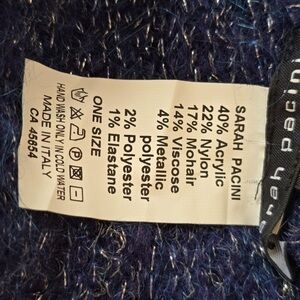 SARAH PACINI
40% Acrylic
22% Nylon
17% Mohair
14% Viscose
4% Metallic
polyester
2% Polyester
1% Elastane
ONE SIZE
HAND WASH ONLY IN COLD WATER
MADE IN ITALY
CA 45654
sarah pacini